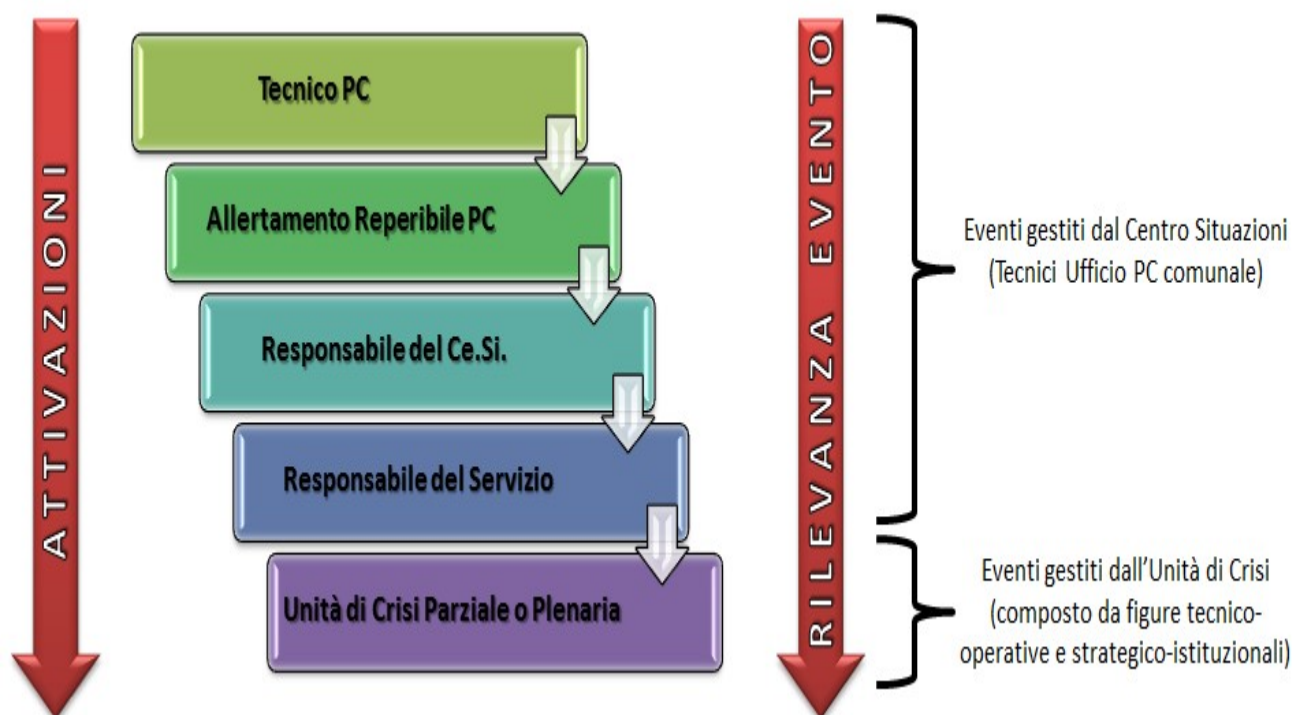 ATTIVAZIONI
Tecnico PC
Allertamento Reperibile PC
Responsabile del Ce.Si.
Responsabile del Servizio
Unità di Crisi Parziale o Plenaria
RILEVANZA EVENTO
Eventi gestiti dal Centro Situazioni
(Tecnici Ufficio PC comunale)
Eventi gestiti dall'Unità di Crisi
(composto da figure tecnico-
operative e strategico-istituzionali)